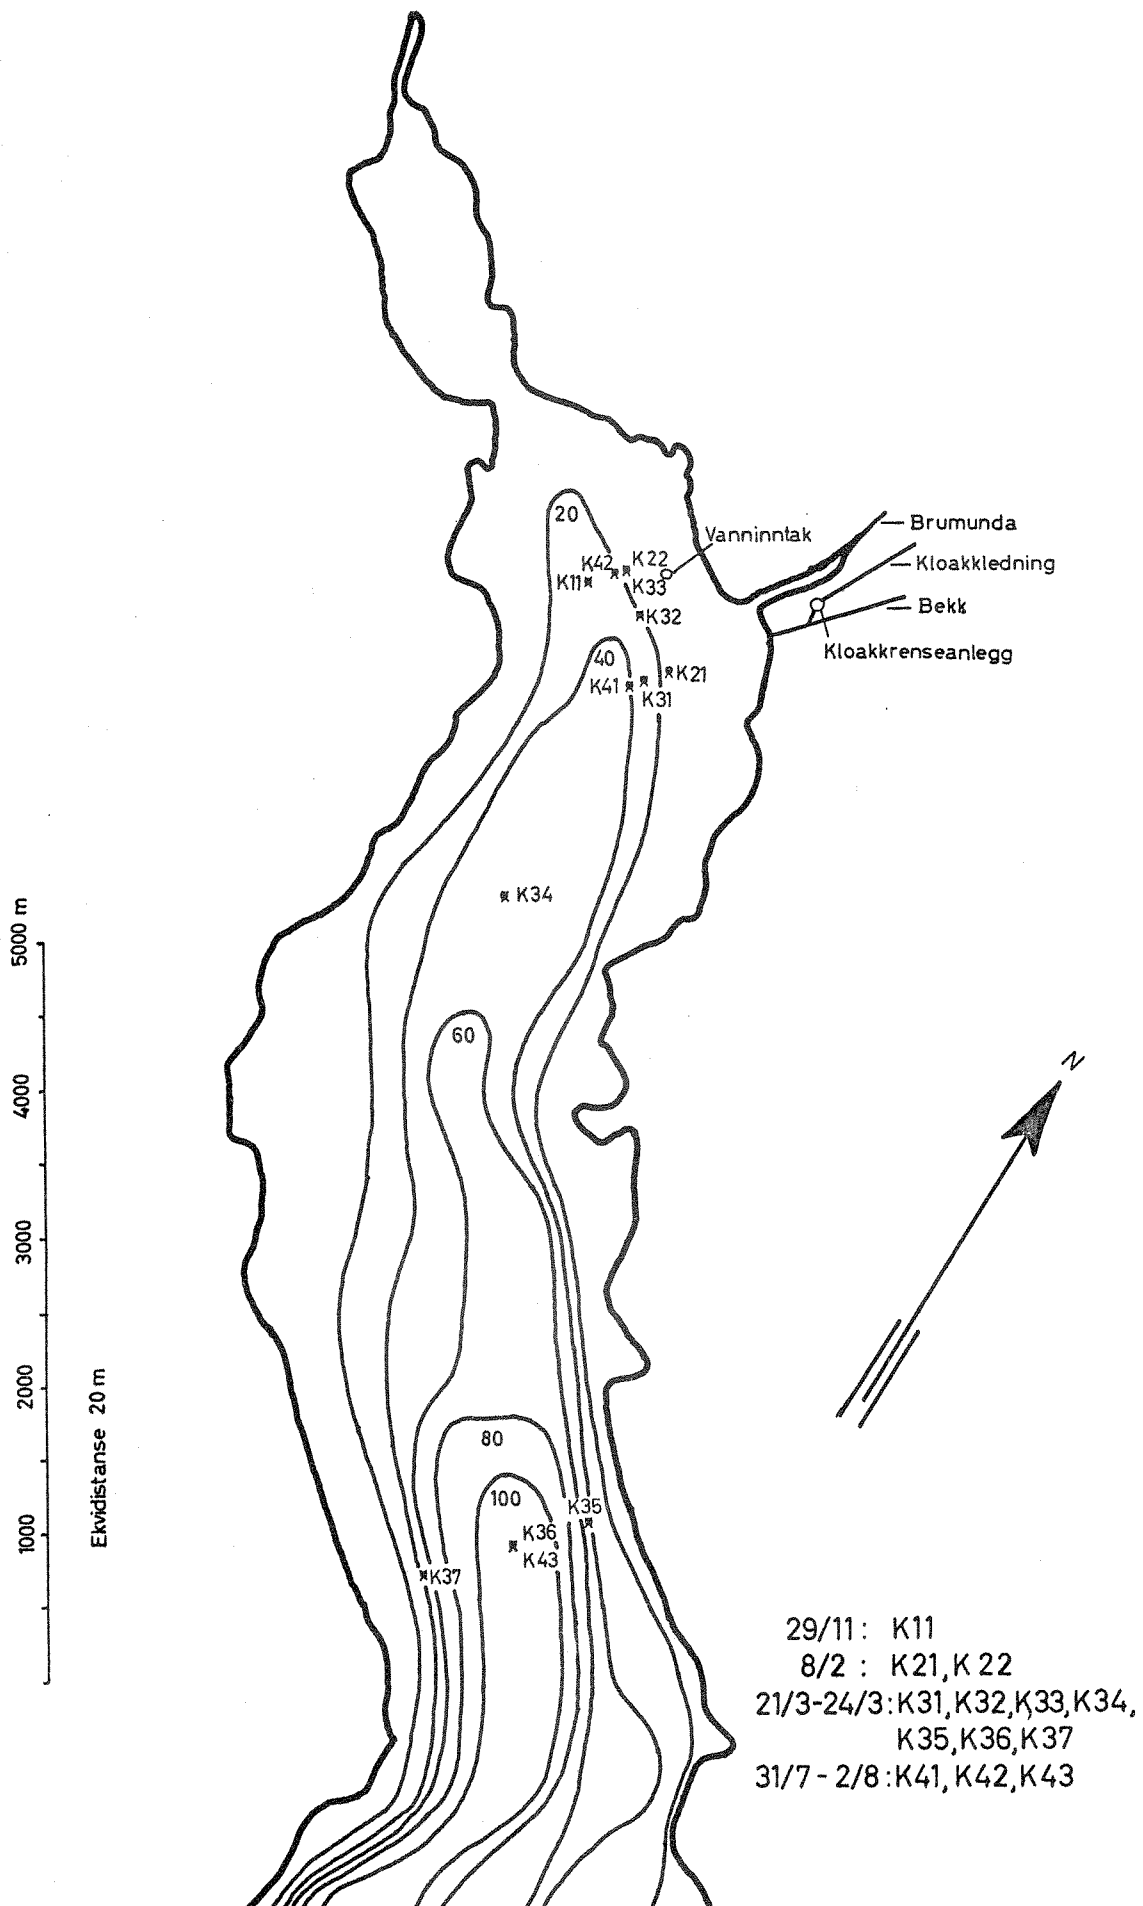 20
Vanninntak
Brumunda
Kloakkledning
Bekk
Kloakkrenseanlegg
K42
K22
K11
K33
K32
40
K41
K21
K31
K34
60
80
100
K35
K36
K43
K37
N
5000 m
4000
3000
2000
1000
Ekvidistanse 20 m
29/11: K11
8/2 : K21, K22
21/3-24/3: K31, K32, K33, K34,
K35, K36, K37
31/7 - 2/8: K41, K42, K43